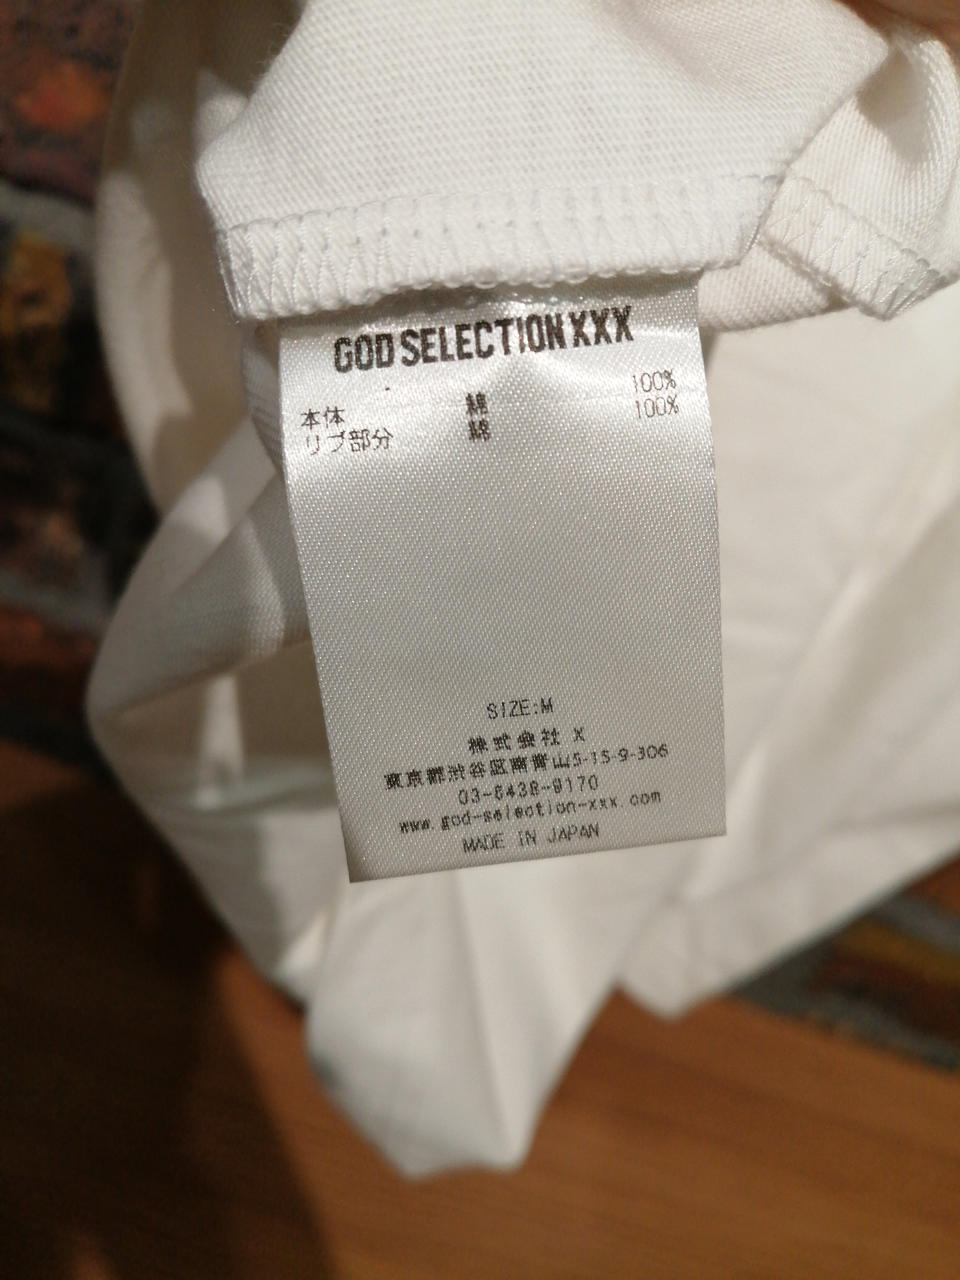 GOD SELECTION XXX
本体 綿 100%
リブ部分 綿 100%
SIZE:M
株式会社 X
東京都渋谷区南青山5-15-9-306
03-6438-9170
www.god-selection-xxx.com
MADE IN JAPAN